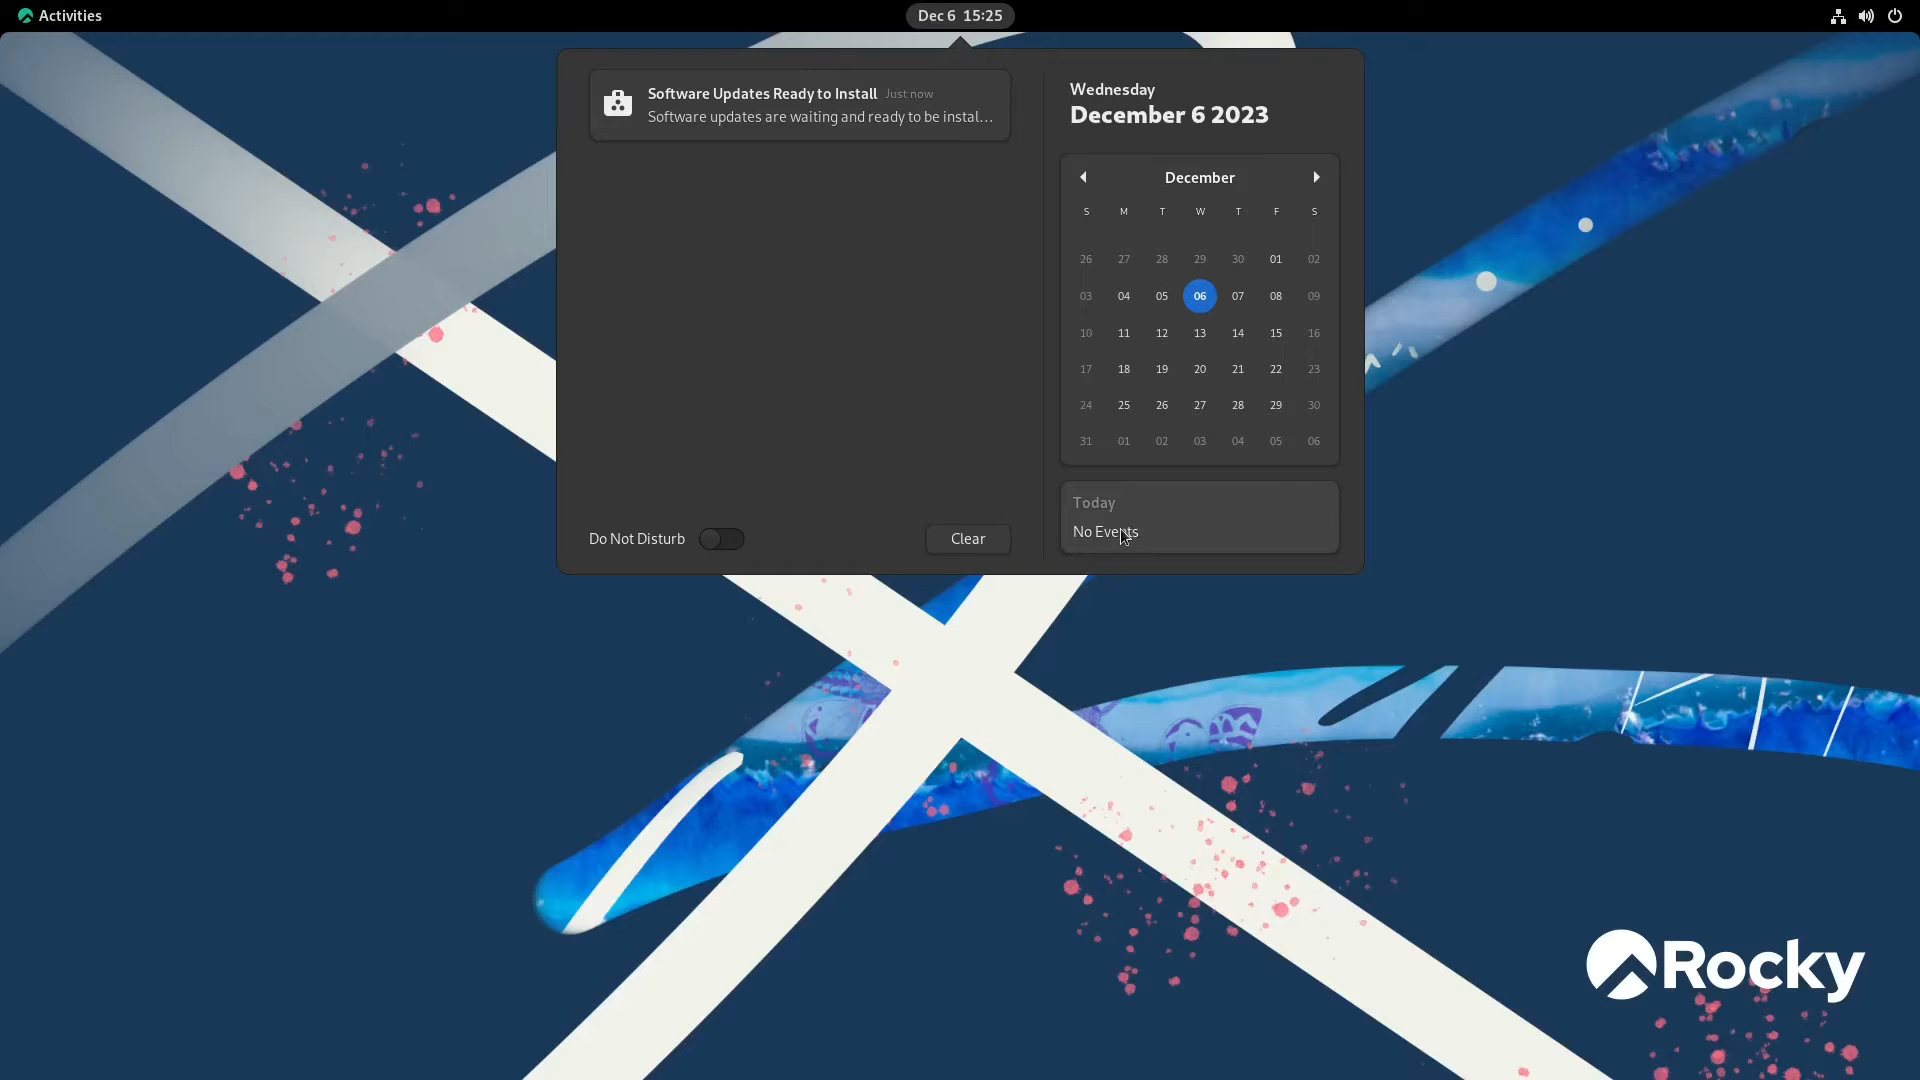 Activities
Dec 6 15:25
Software Updates Ready to Install Just now
Software updates are waiting and ready to be instal…
Do Not Disturb
Clear
Wednesday
December 6 2023
December
S M T W T F S
26 27 28 29 30 01 02
03 04 05 06 07 08 09
10 11 12 13 14 15 16
17 18 19 20 21 22 23
24 25 26 27 28 29 30
31 01 02 03 04 05 06
Today
No Events
Rocky